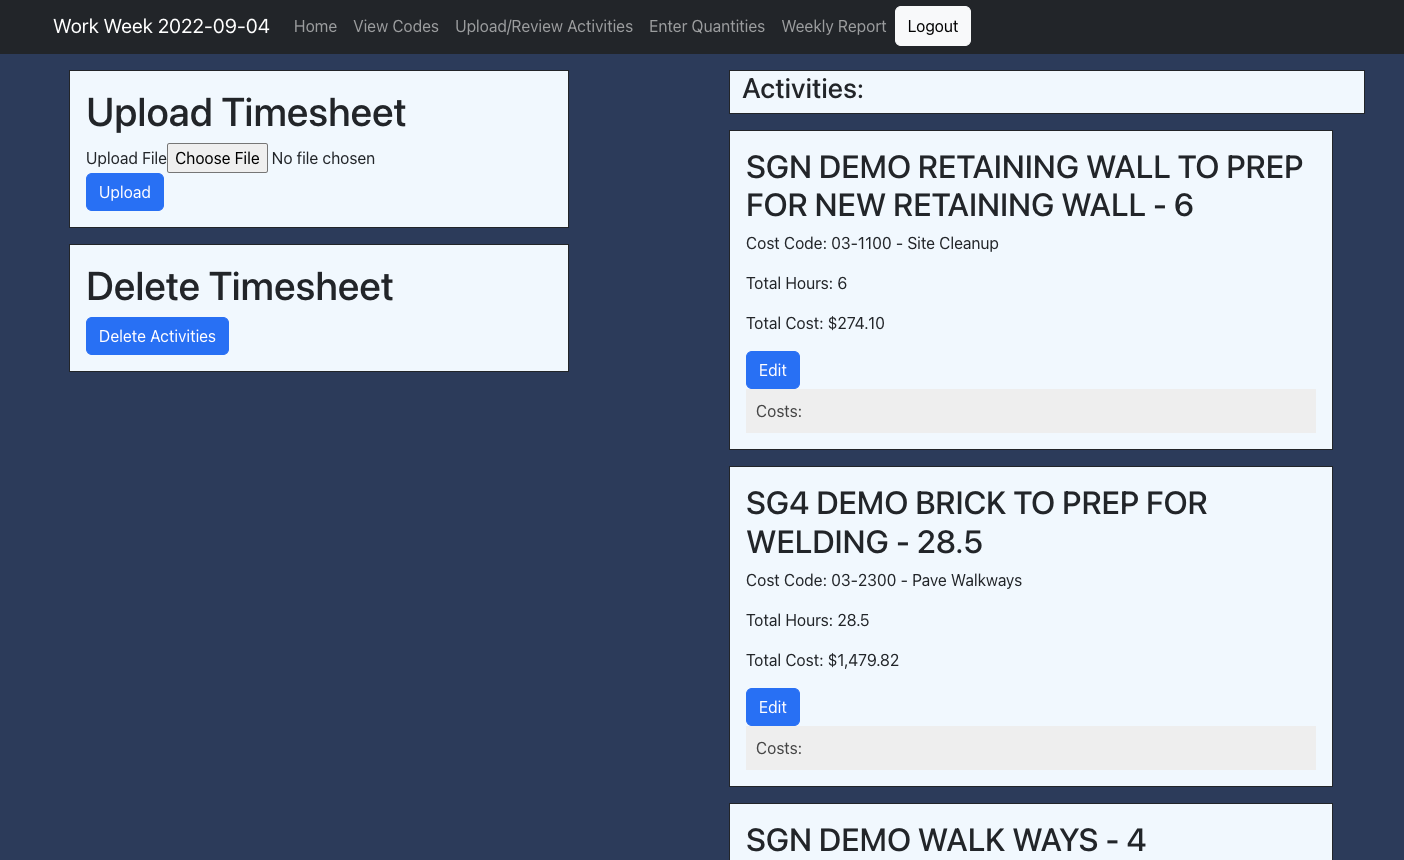 Work Week 2022-09-04 Home View Codes Upload/Review Activities Enter Quantities Weekly Report Logout
Upload Timesheet
Upload File Choose File No file chosen
Upload
Delete Timesheet
Delete Activities
Activities:
SGN DEMO RETAINING WALL TO PREP
FOR NEW RETAINING WALL - 6
Cost Code: 03-1100 - Site Cleanup
Total Hours: 6
Total Cost: $274.10
Edit
Costs:
SG4 DEMO BRICK TO PREP FOR
WELDING - 28.5
Cost Code: 03-2300 - Pave Walkways
Total Hours: 28.5
Total Cost: $1,479.82
Edit
Costs:
SGN DEMO WALK WAYS - 4